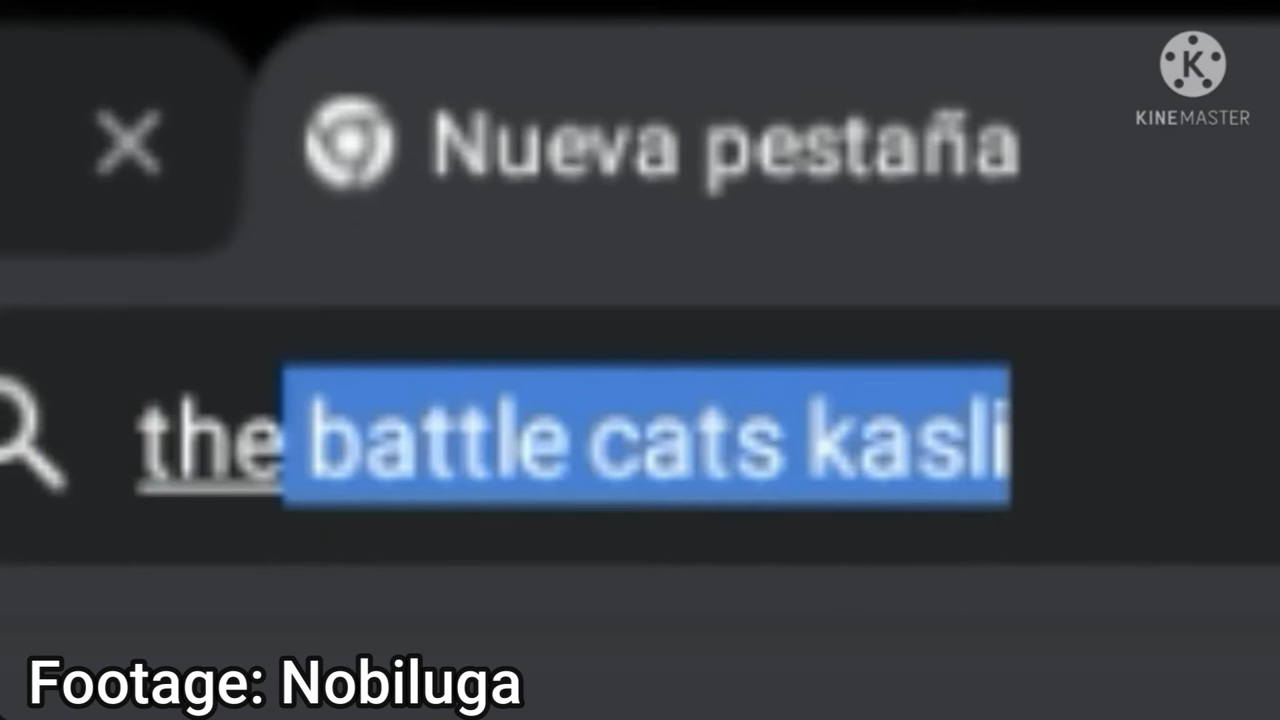 Nueva pestaña
K
KINEMASTER
the battle cats kasli
Footage: Nobiluga